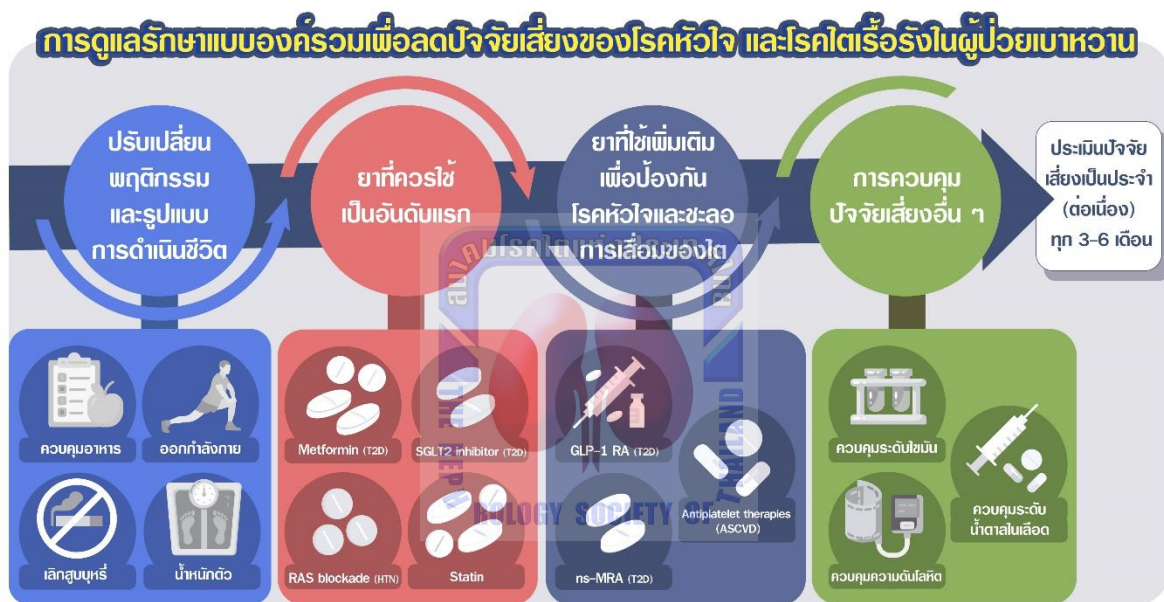 การดูแลรักษาแบบองค์รวมเพื่อลดปัจจัยเสี่ยงของโรคหัวใจ และโรคไตเรื้อรังในผู้ป่วยเบาหวาน
ปรับเปลี่ยน
พฤติกรรม
และรูปแบบ
การดำเนินชีวิต
ยาที่ควรใช้
เป็นอันดับแรก
ยาที่ใช้เพิ่มเติม
เพื่อป้องกัน
โรคหัวใจและชะลอ
การเสื่อมของไต
การควบคุม
ปัจจัยเสี่ยงอื่น ๆ
ประเมินปัจจัย
เสี่ยงเป็นประจำ
(ต่อเนื่อง)
ทุก 3-6 เดือน
ควบคุมอาหาร
ออกกำลังกาย
เลิกสูบบุหรี่
น้ำหนักตัว
Metformin (T2D)
SGLT2 inhibitor (T2D)
RAS blockade (HTN)
Statin
GLP-1 RA (T2D)
Antiplatelet therapies
(ASCVD)
ns-MRA (T2D)
ควบคุมระดับไขมัน
ควบคุมระดับ
น้ำตาลในเลือด
ควบคุมความดันโลหิต
SOCIETY OF THAILAND